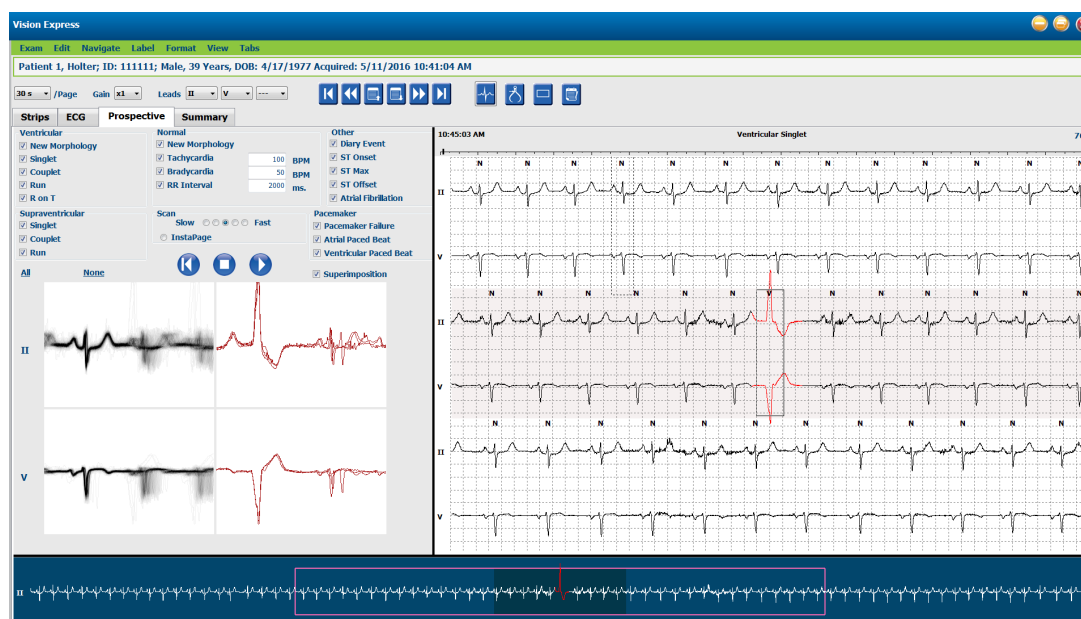 Vision Express
Exam Edit Navigate Label Format View Tabs
Patient 1, Holter; ID: 111111; Male, 39 Years, DOB: 4/17/1977 Acquired: 5/11/2016 10:41:04 AM
30 s /Page Gain x1 Leads II V ---
Strips ECG Prospective Summary
Ventricular
New Morphology
Singlet
Couplet
Run
R on T
Normal
New Morphology
Tachycardia 100 BPM
Bradycardia 50 BPM
RR Interval 2000 ms.
Other
Diary Event
ST Onset
ST Max
ST Offset
Atrial Fibrillation
Supraventricular
Singlet
Couplet
Run
Scan
Slow Fast
InstaPage
Pacemaker
Pacemaker Failure
Atrial Paced Beat
Ventricular Paced Beat
All None
Superimposition
II
V
10:45:03 AM Ventricular Singlet
N N N N N N N N N N N N N
II
V
N N N N N N V N N N N N N
II
V
N N N N N N N N N N N N
II
V
II